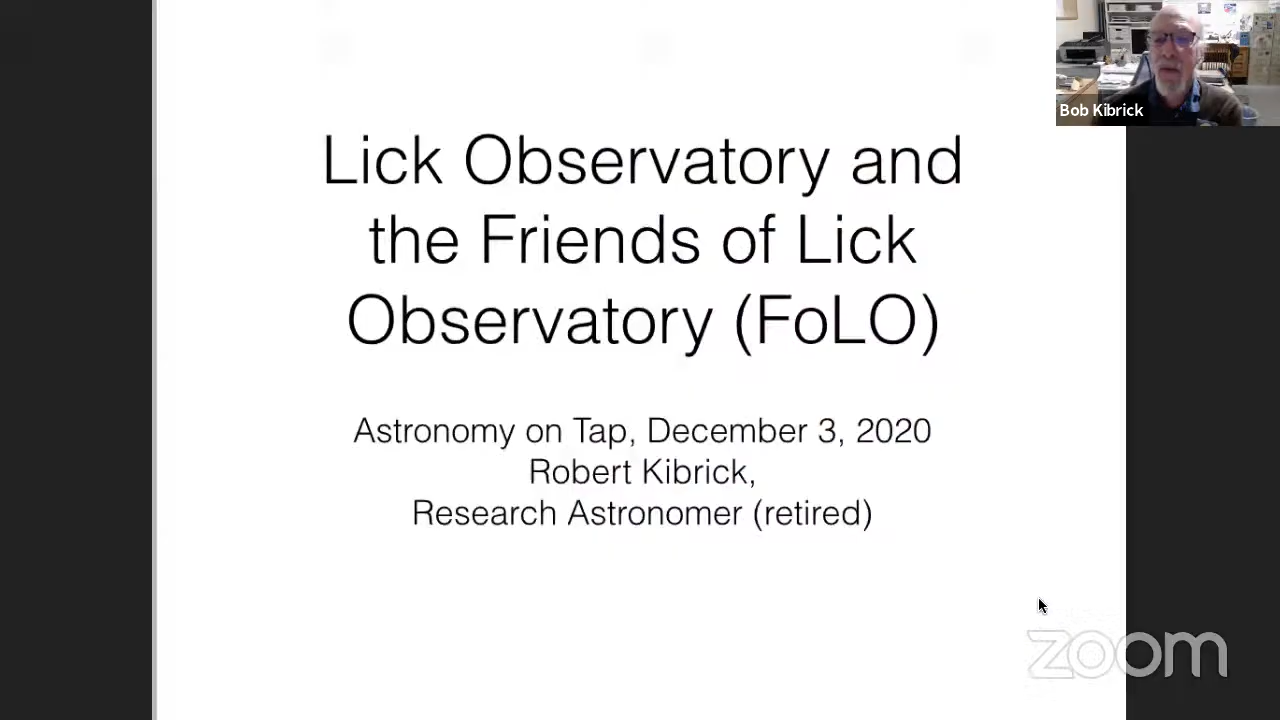 Bob Kibrick
Lick Observatory and
the Friends of Lick
Observatory (FoLO)
Astronomy on Tap, December 3, 2020
Robert Kibrick,
Research Astronomer (retired)
zoom